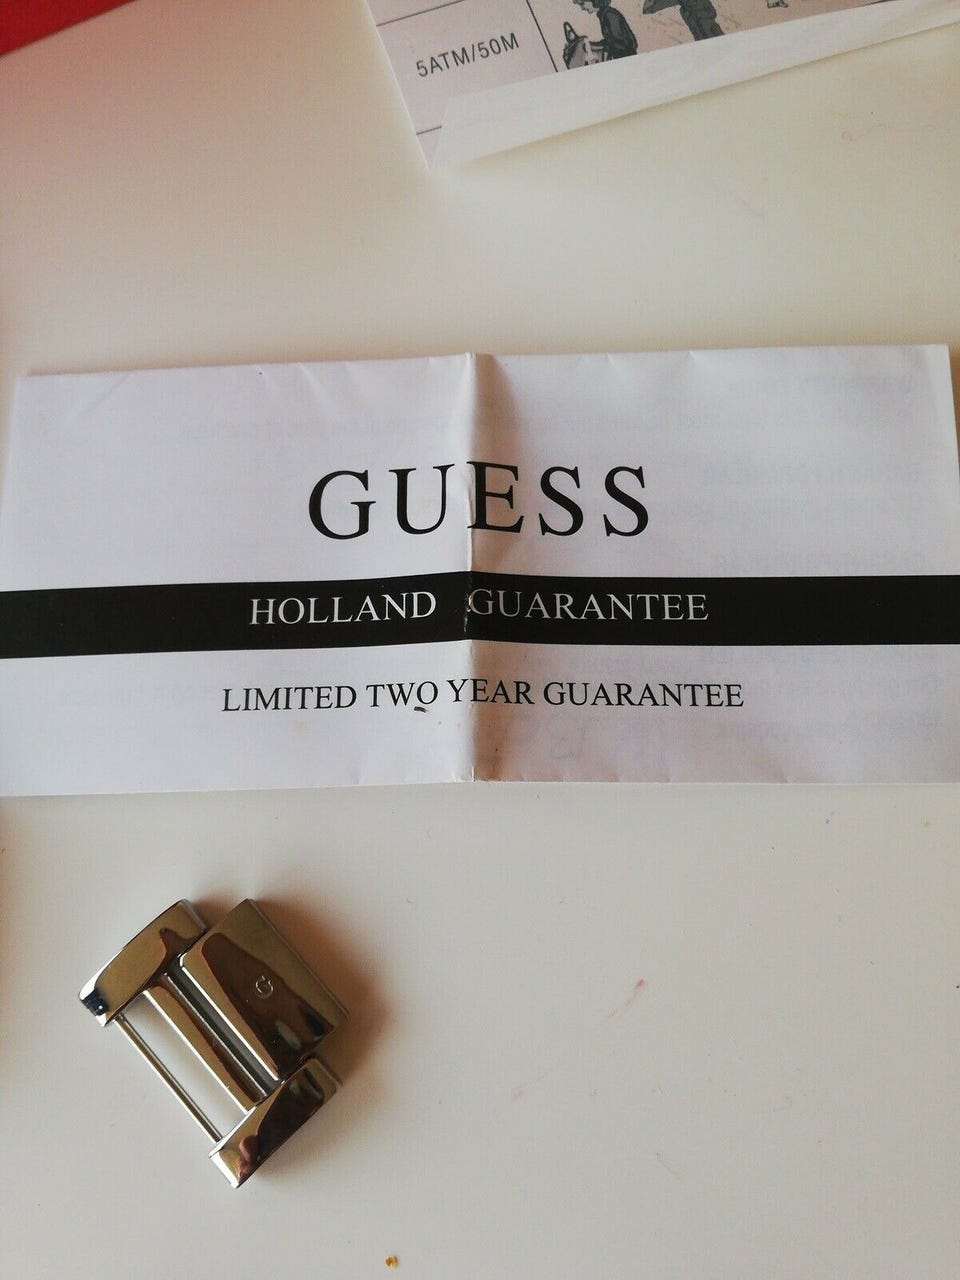 5ATM/50M
GUESS
HOLLAND GUARANTEE
LIMITED TWO YEAR GUARANTEE
G